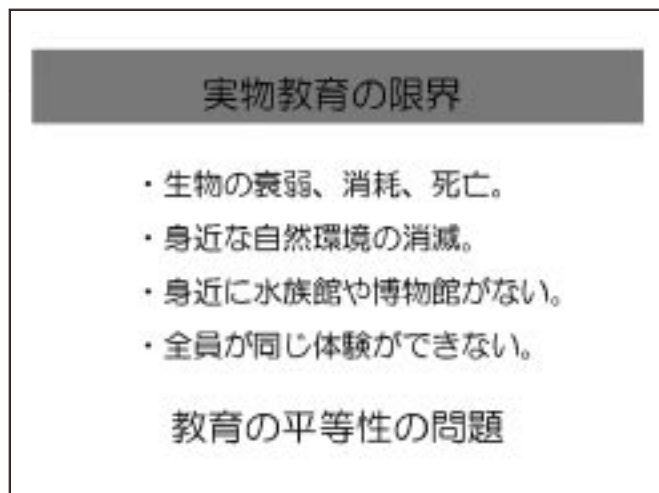 実物教育の限界
・生物の衰弱、消耗、死亡。
・身近な自然環境の消滅。
・身近に水族館や博物館がない。
・全員が同じ体験ができない。
教育の平等性の問題